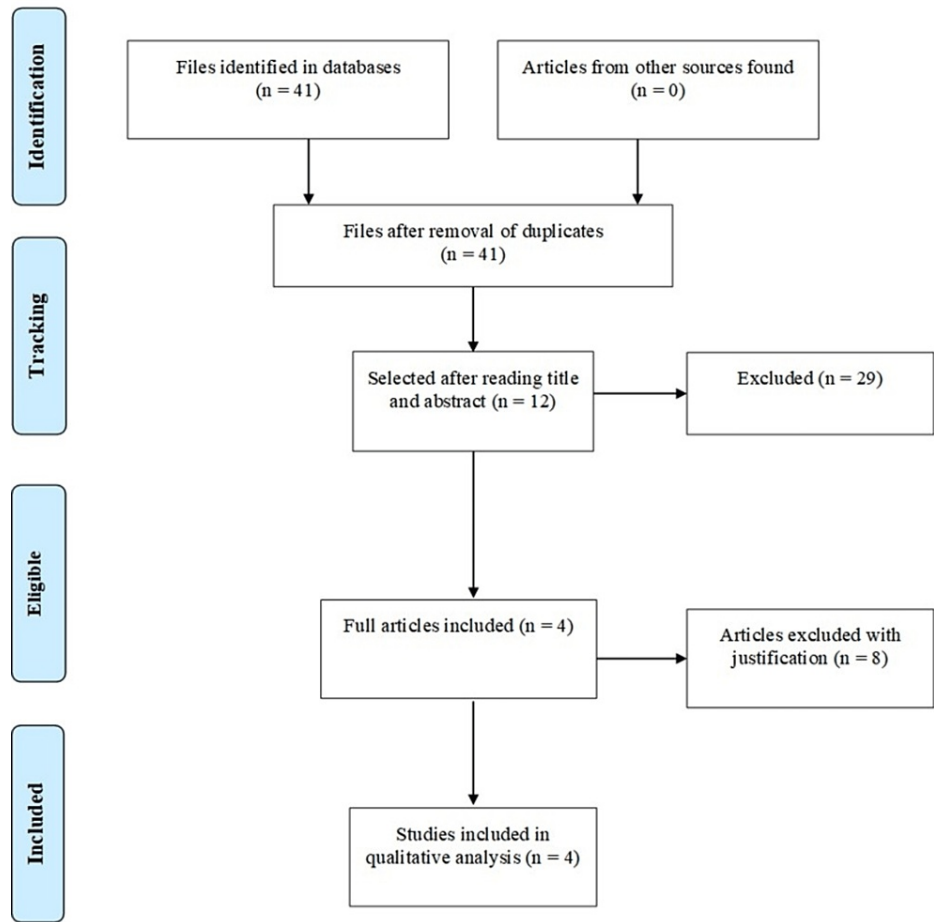 Identification
Files identified in databases
(n = 41)
Articles from other sources found
(n = 0)
Files after removal of duplicates
(n = 41)
Tracking
Selected after reading title
and abstract (n = 12)
Excluded (n = 29)
Eligible
Full articles included (n = 4)
Articles excluded with
justification (n = 8)
Included
Studies included in
qualitative analysis (n = 4)